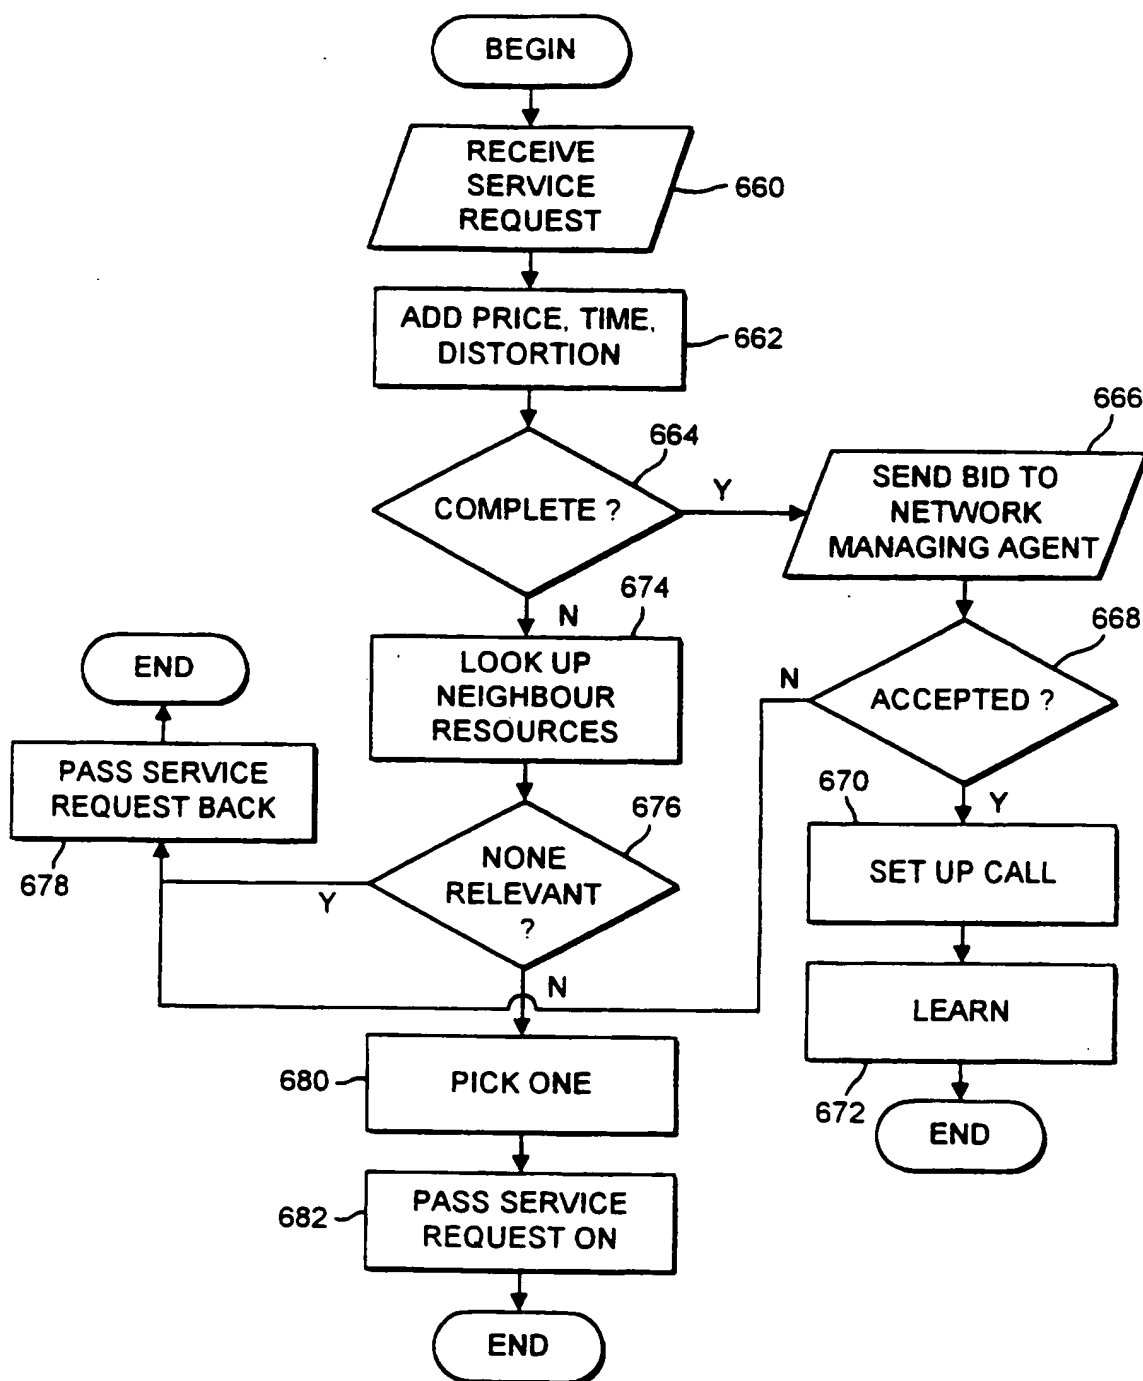 BEGIN
RECEIVE
SERVICE
REQUEST
660
ADD PRICE, TIME,
DISTORTION
662
COMPLETE ?
664
Y
N
SEND BID TO
NETWORK
MANAGING AGENT
666
ACCEPTED ?
668
N
Y
670
SET UP CALL
LEARN
672
END
674
LOOK UP
NEIGHBOUR
RESOURCES
NONE
RELEVANT
?
676
Y
N
END
PASS SERVICE
REQUEST BACK
678
PICK ONE
680
PASS SERVICE
REQUEST ON
682
END